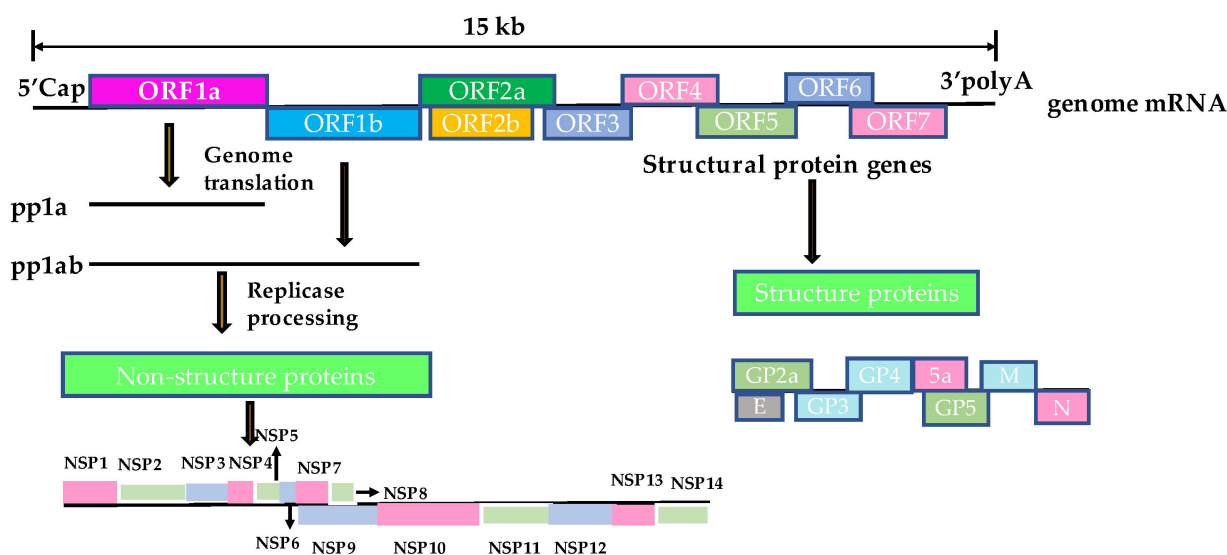 15 kb
5′Cap
ORF1a
ORF2a
ORF4
ORF6
3′polyA
genome mRNA
ORF1b
ORF2b
ORF3
ORF5
ORF7
Genome
translation
Structural protein genes
pp1a
pp1ab
Replicase
processing
Structure proteins
Non-structure proteins
GP2a
GP4
5a
M
E
GP3
GP5
N
NSP5
NSP1
NSP2
NSP3
NSP4
NSP7
NSP8
NSP13
NSP14
NSP6
NSP9
NSP10
NSP11
NSP12